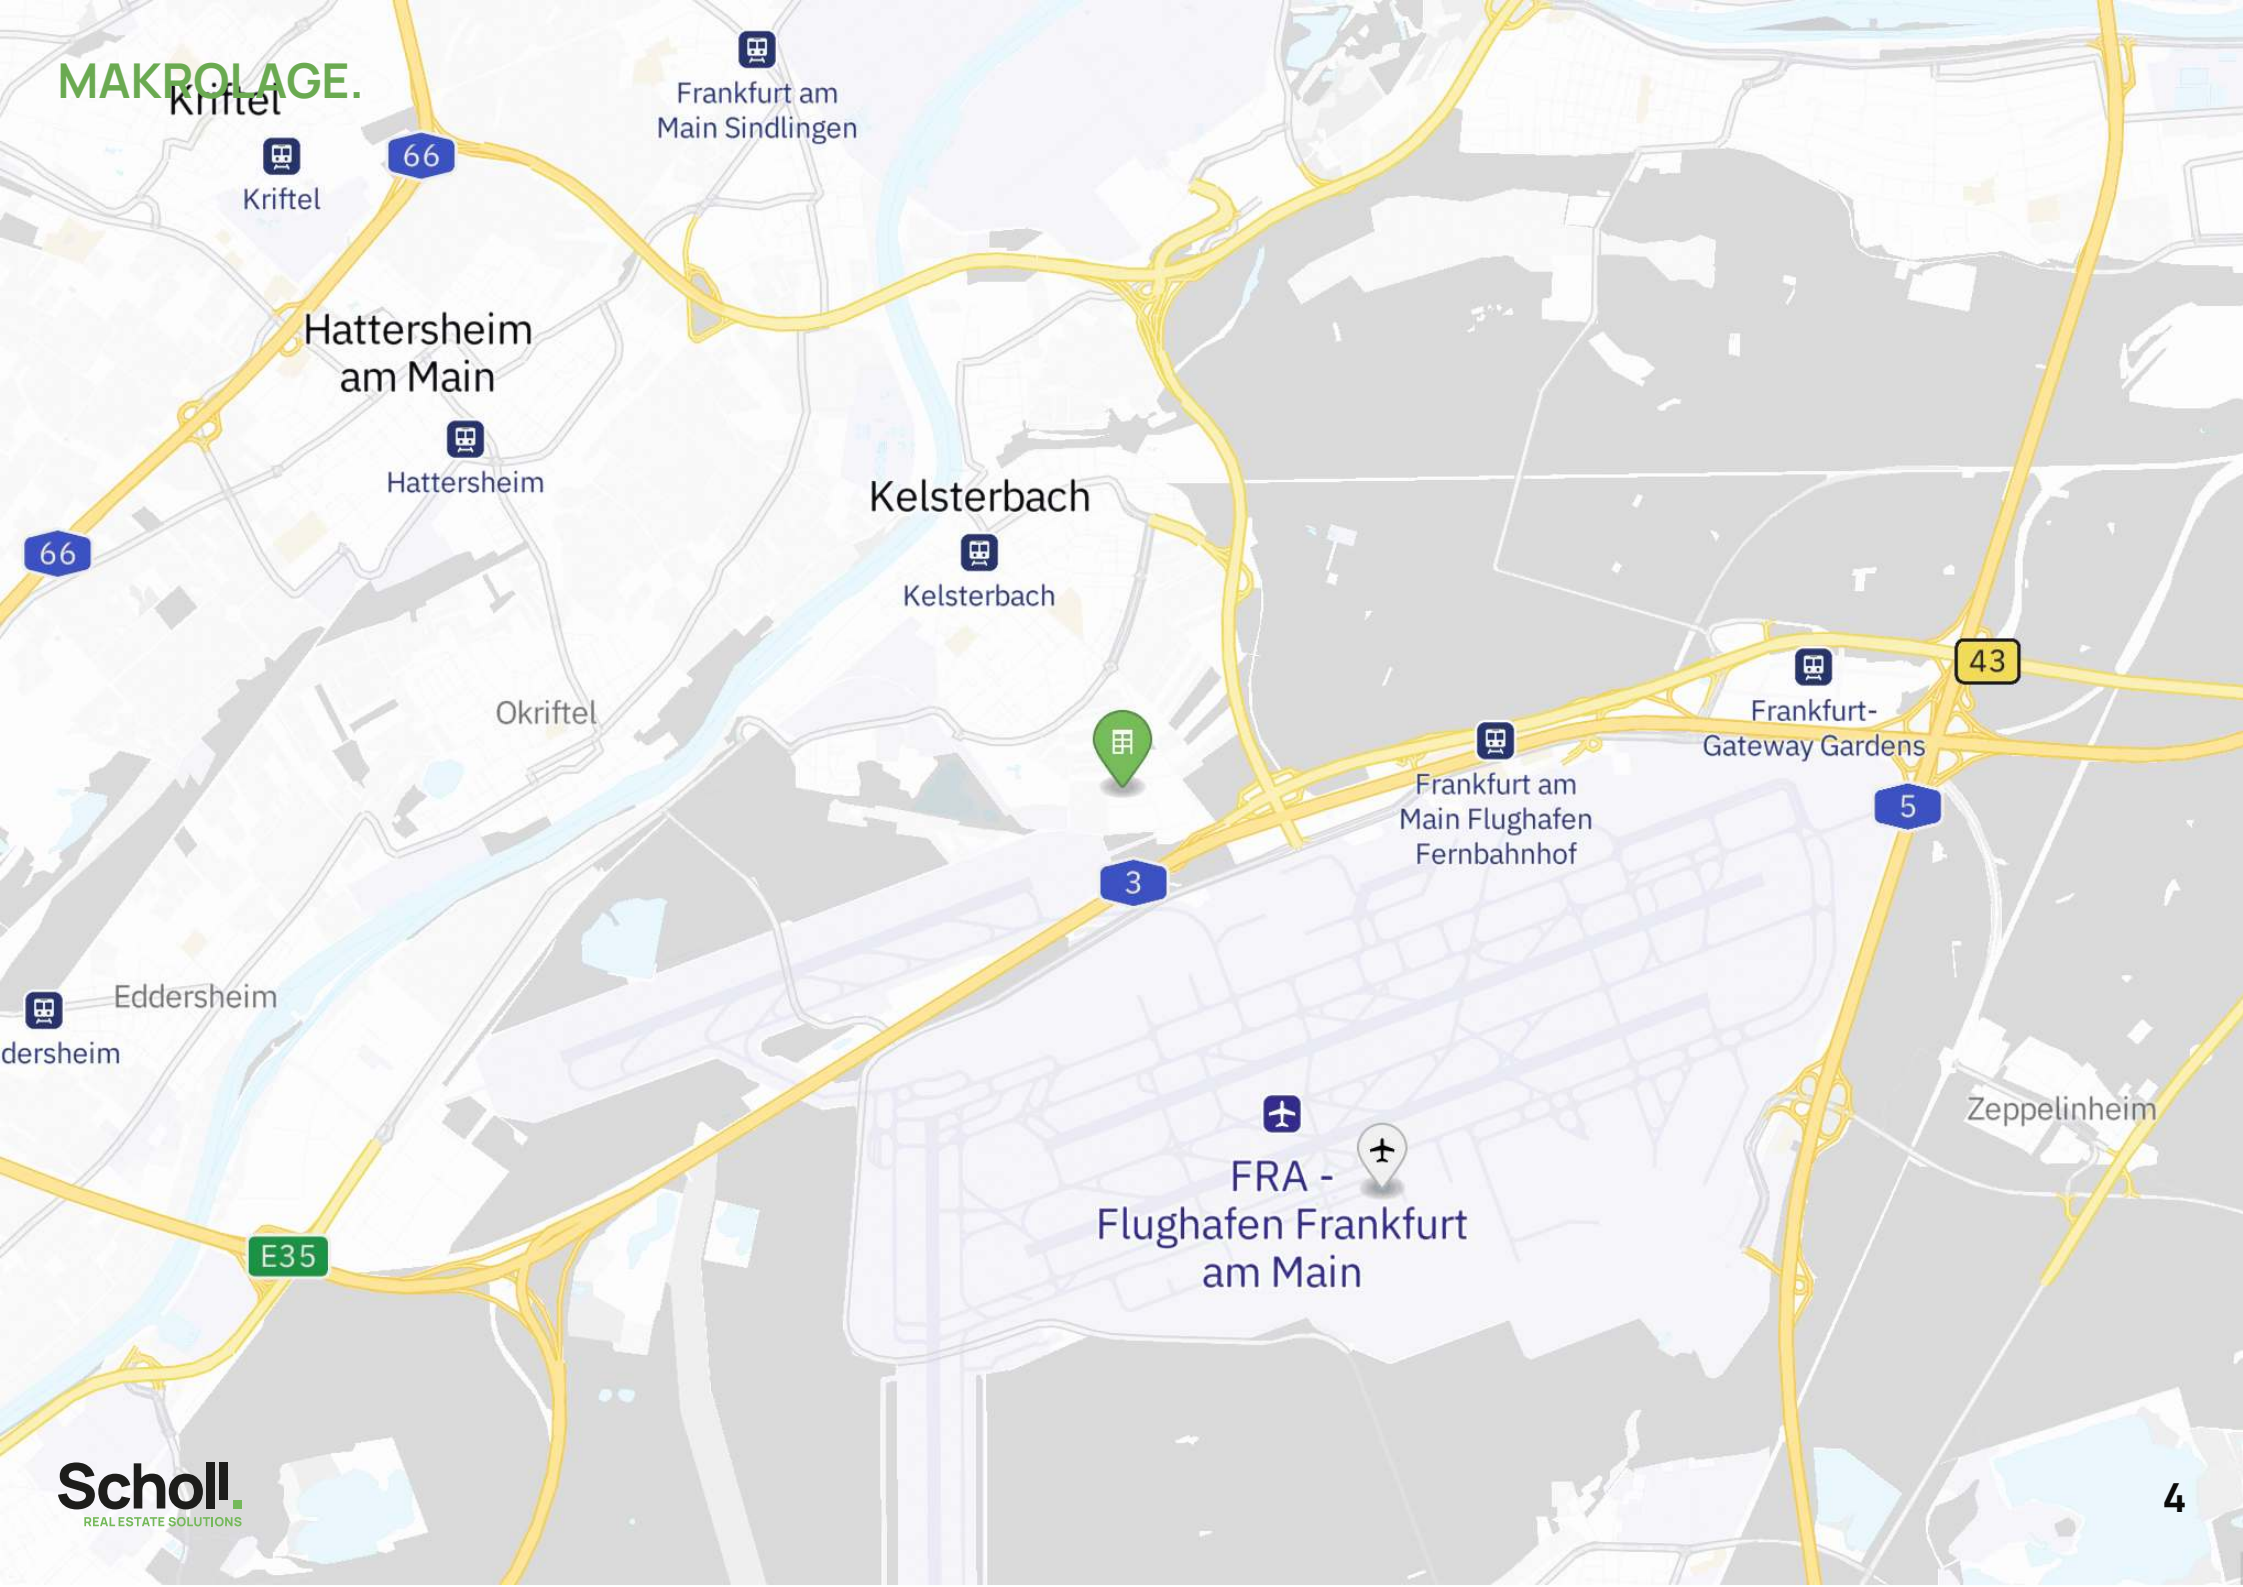 MAKROLAGE.
Kriftel
Kriftel
66
Frankfurt am
Main Sindlingen
Hattersheim
am Main
Hattersheim
66
Kelsterbach
Kelsterbach
Okriftel
43
Frankfurt-
Gateway Gardens
Frankfurt am
Main Flughafen
Fernbahnhof
5
3
Eddersheim
dersheim
Zeppelinheim
FRA -
Flughafen Frankfurt
am Main
E35
Scholl.
REAL ESTATE SOLUTIONS
4